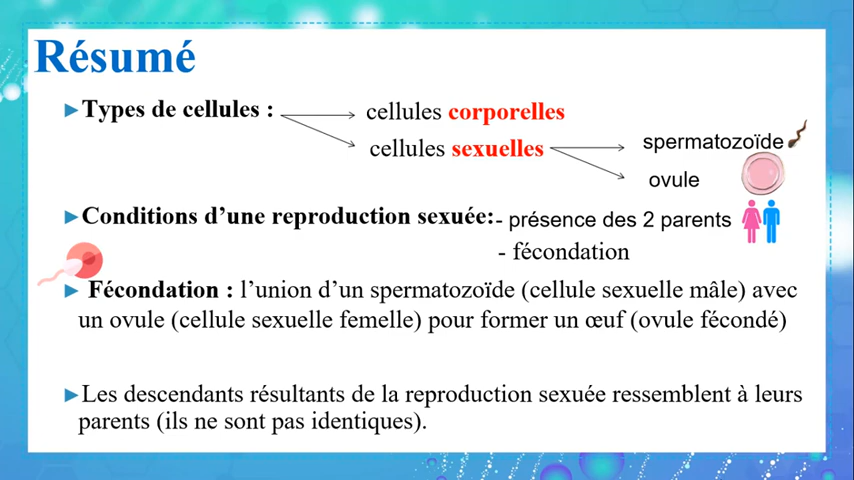 Résumé
Types de cellules :
cellules corporelles
cellules sexuelles
spermatozoïde
ovule
Conditions d’une reproduction sexuée:- présence des 2 parents
- fécondation
Fécondation : l’union d’un spermatozoïde (cellule sexuelle mâle) avec
un ovule (cellule sexuelle femelle) pour former un œuf (ovule fécondé)
Les descendants résultants de la reproduction sexuée ressemblent à leurs
parents (ils ne sont pas identiques).